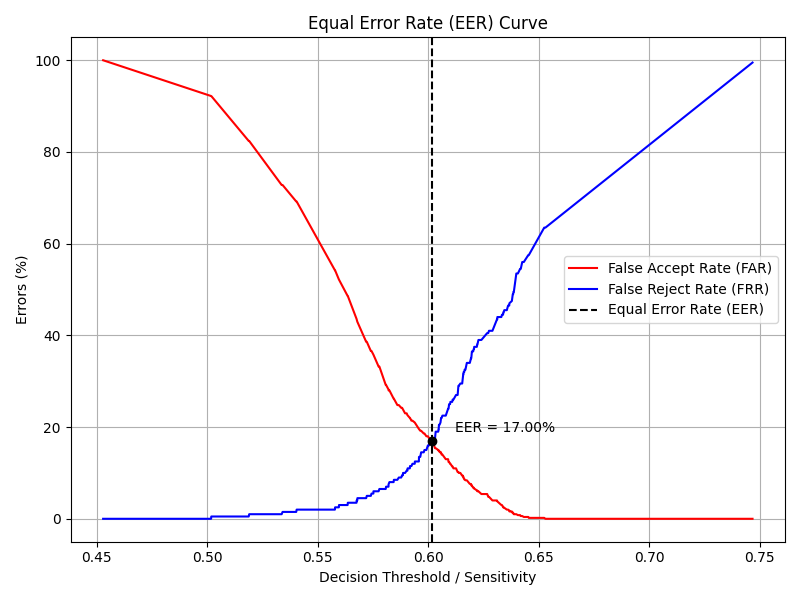 Equal Error Rate (EER) Curve
100
80
60
40
20
0
Errors (%)
False Accept Rate (FAR)
False Reject Rate (FRR)
Equal Error Rate (EER)
EER = 17.00%
0.45 0.50 0.55 0.60 0.65 0.70 0.75
Decision Threshold / Sensitivity